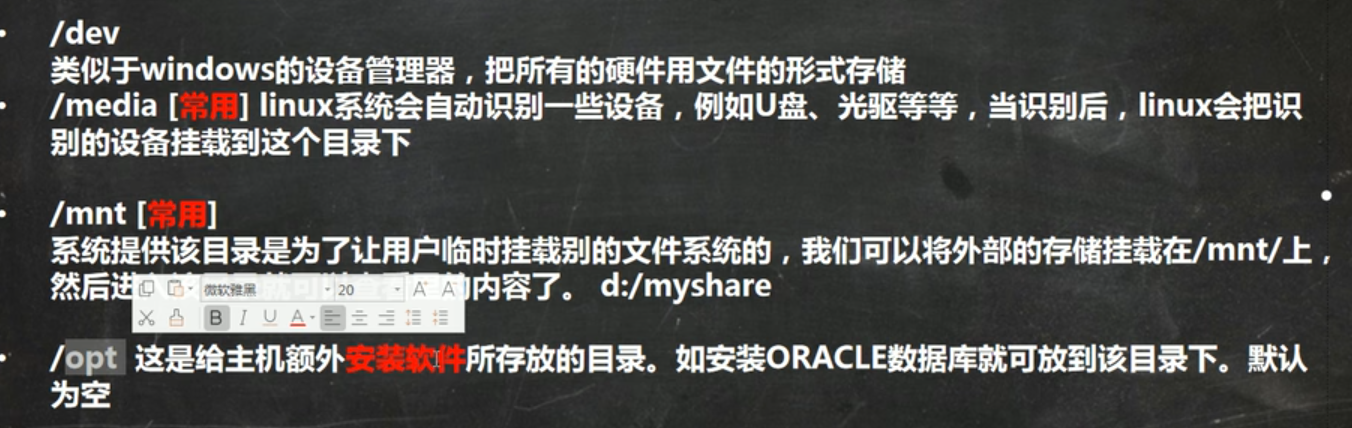 • /dev
类似于windows的设备管理器，把所有的硬件用文件的形式存储
• /media [常用] linux系统会自动识别一些设备，例如U盘、光驱等等，当识别后，linux会把识
别的设备挂载到这个目录下
• /mnt [常用]
系统提供该目录是为了让用户临时挂载别的文件系统的，我们可以将外部的存储挂载在/mnt/上，
然后进 内容了。 d:/myshare
微软雅黑 20 A A
B I U A
• /opt 这是给主机额外安装软件所存放的目录。如安装ORACLE数据库就可放到该目录下。默认
为空